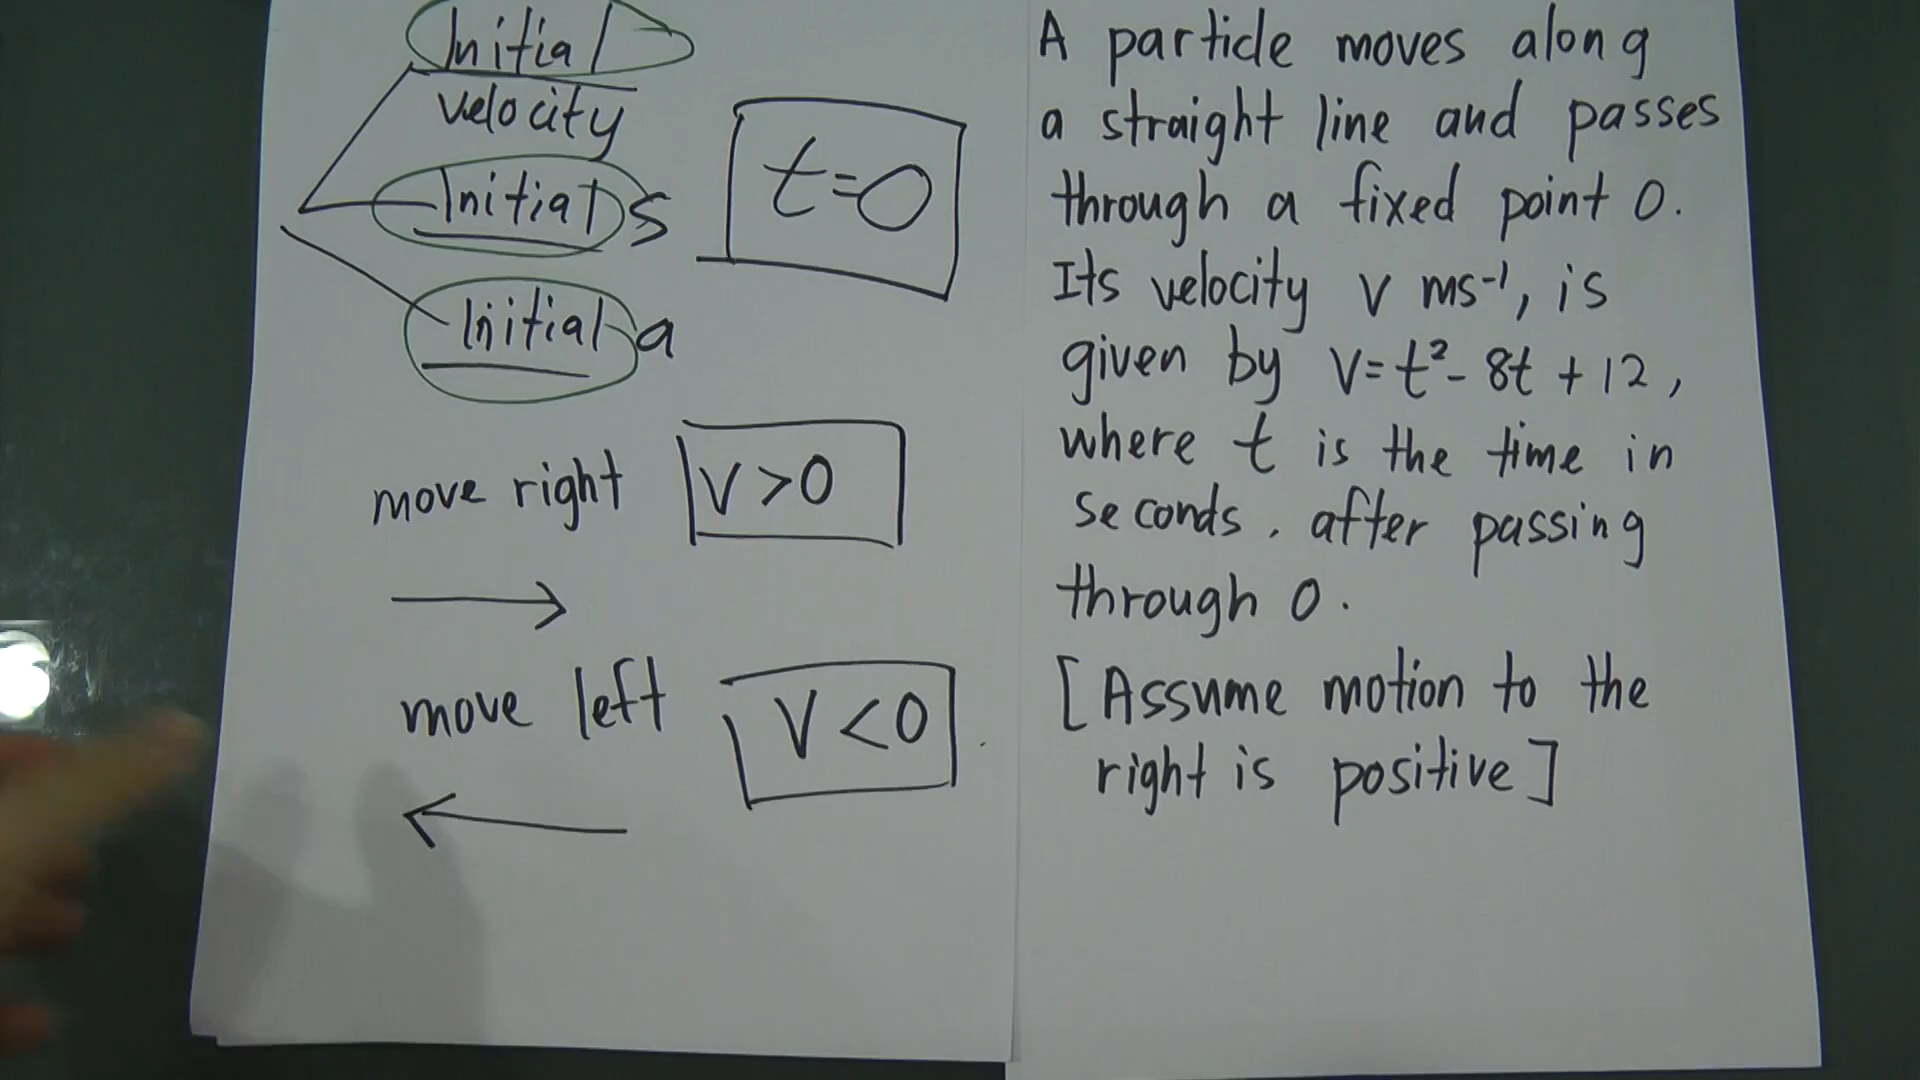 Initial
velocity
Initial s
Initial a
t=0
move right
v>0
move left
v<0
A particle moves along
a straight line and passes
through a fixed point O.
Its velocity v ms⁻¹, is
given by v=t²-8t+12,
where t is the time in
seconds, after passing
through O.
[Assume motion to the
right is positive]